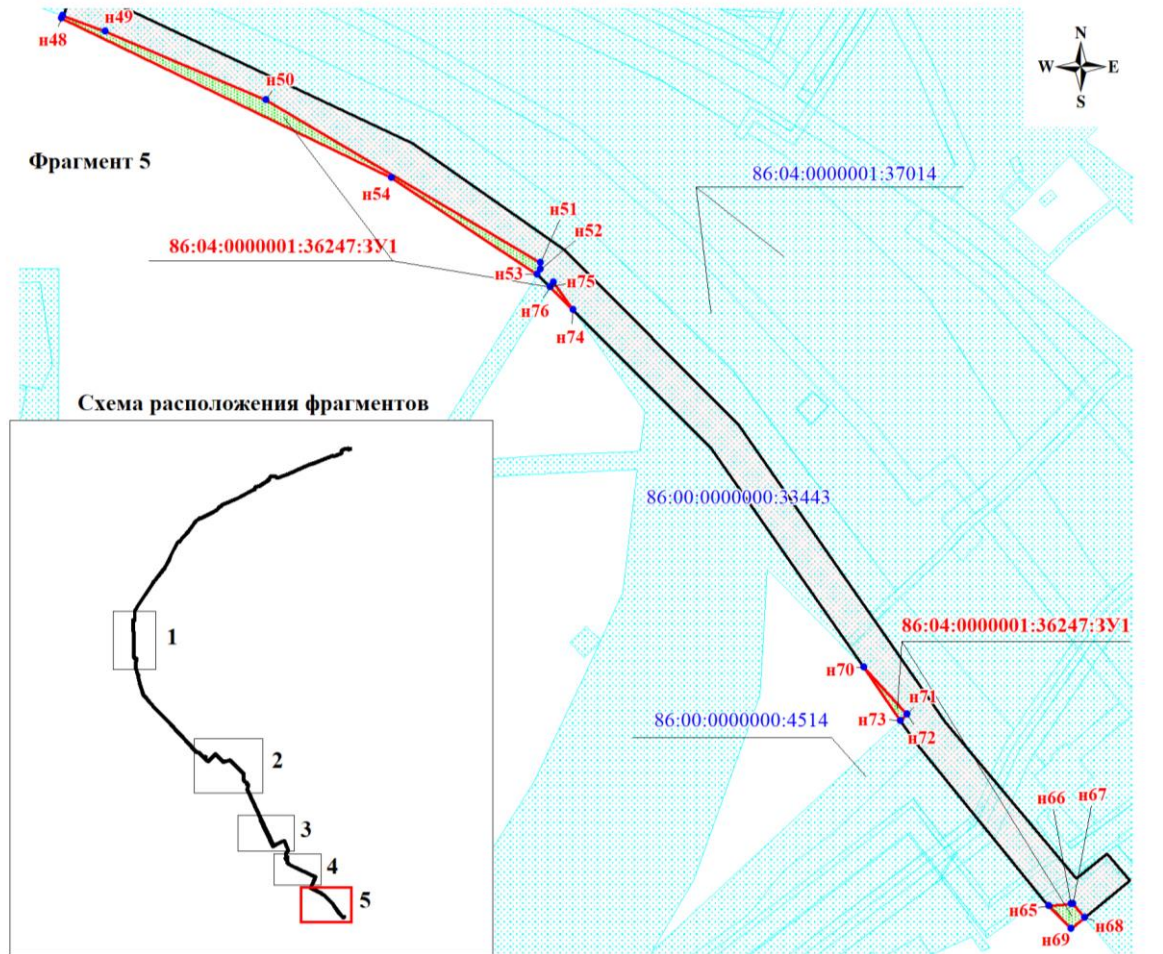 н49
н48
N
W E
S
н50
Фрагмент 5
86:04:0000001:37014
н54
н51
н52
86:04:0000001:36247:ЗУ1
н53
н75
н76
н74
Схема расположения фрагментов
86:00:0000000:33443
1
86:04:0000001:36247:ЗУ1
н70
н71
86:00:0000000:4514
н73
н72
2
н66
н67
3
4
5
н65
н68
н69